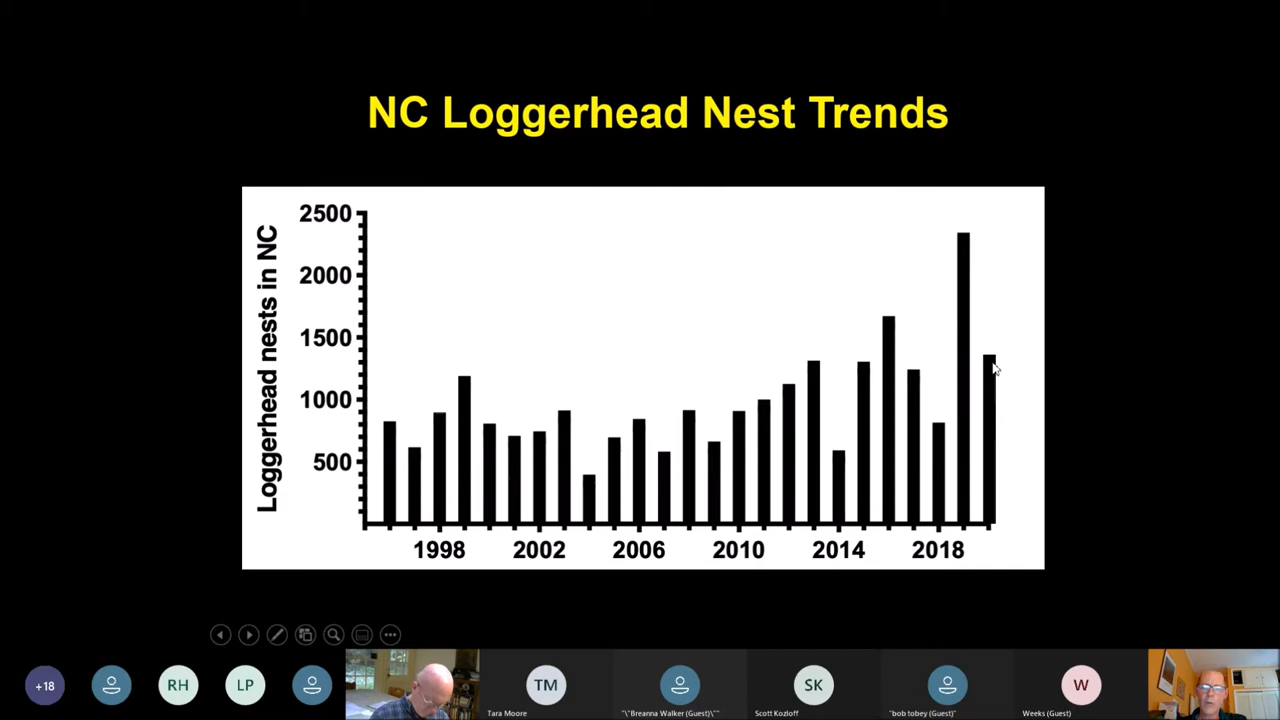 NC Loggerhead Nest Trends
Loggerhead nests in NC
2500
2000
1500
1000
500
1998 2002 2006 2010 2014 2018
+18 RH LP TM SK W
Tara Moore "\"Breanna Walker (Guest)\"" Scott Kozloff "bob tobey (Guest)" Weeks (Guest)